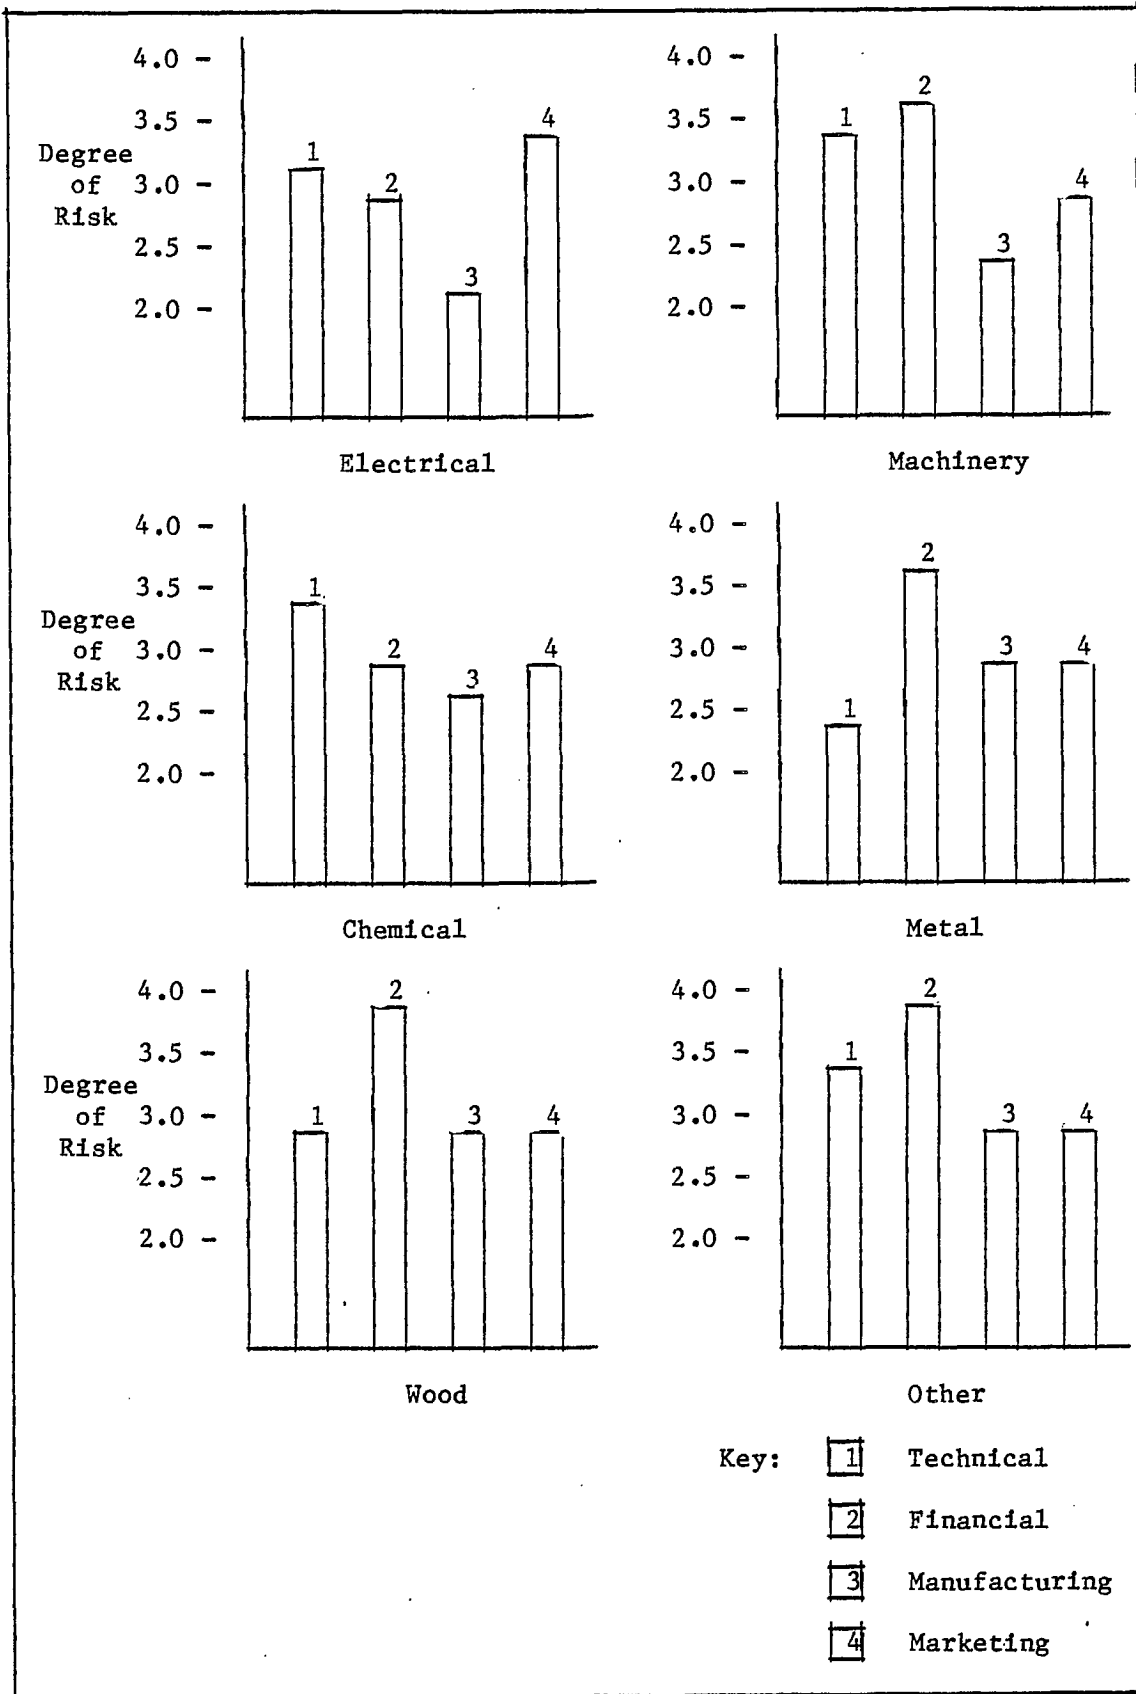 4.0 -
3.5 -
3.0 -
2.5 -
2.0 -
Degree
of
Risk
1
2
3
4
Electrical
4.0 -
3.5 -
3.0 -
2.5 -
2.0 -
1
2
3
4
Machinery
4.0 -
3.5 -
3.0 -
2.5 -
2.0 -
Degree
of
Risk
1
2
3
4
Chemical
4.0 -
3.5 -
3.0 -
2.5 -
2.0 -
1
2
3
4
Metal
4.0 -
3.5 -
3.0 -
2.5 -
2.0 -
Degree
of
Risk
1
2
3
4
Wood
4.0 -
3.5 -
3.0 -
2.5 -
2.0 -
1
2
3
4
Other
Key:
1 Technical
2 Financial
3 Manufacturing
4 Marketing